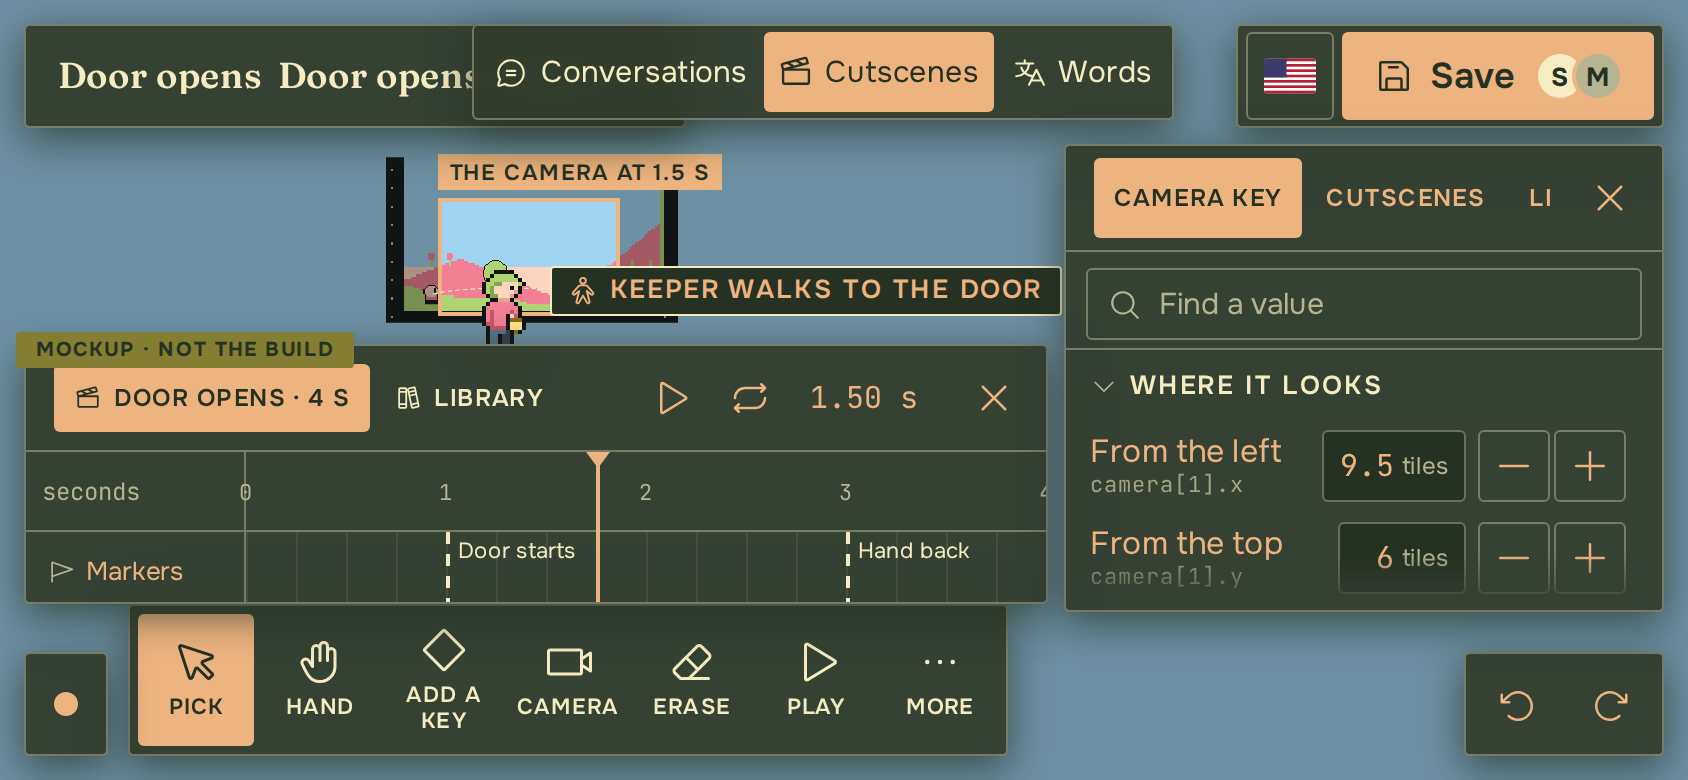 Door opens Door opens
Conversations
Cutscenes
Words
Save
S
M
THE CAMERA AT 1.5 S
KEEPER WALKS TO THE DOOR
MOCKUP · NOT THE BUILD
DOOR OPENS · 4 S
LIBRARY
1.50 s
seconds
0
1
2
3
4
Markers
Door starts
Hand back
CAMERA KEY
CUTSCENES
LI
Find a value
WHERE IT LOOKS
From the left
camera[1].x
9.5 tiles
From the top
camera[1].y
6 tiles
PICK
HAND
ADD A
KEY
CAMERA
ERASE
PLAY
MORE